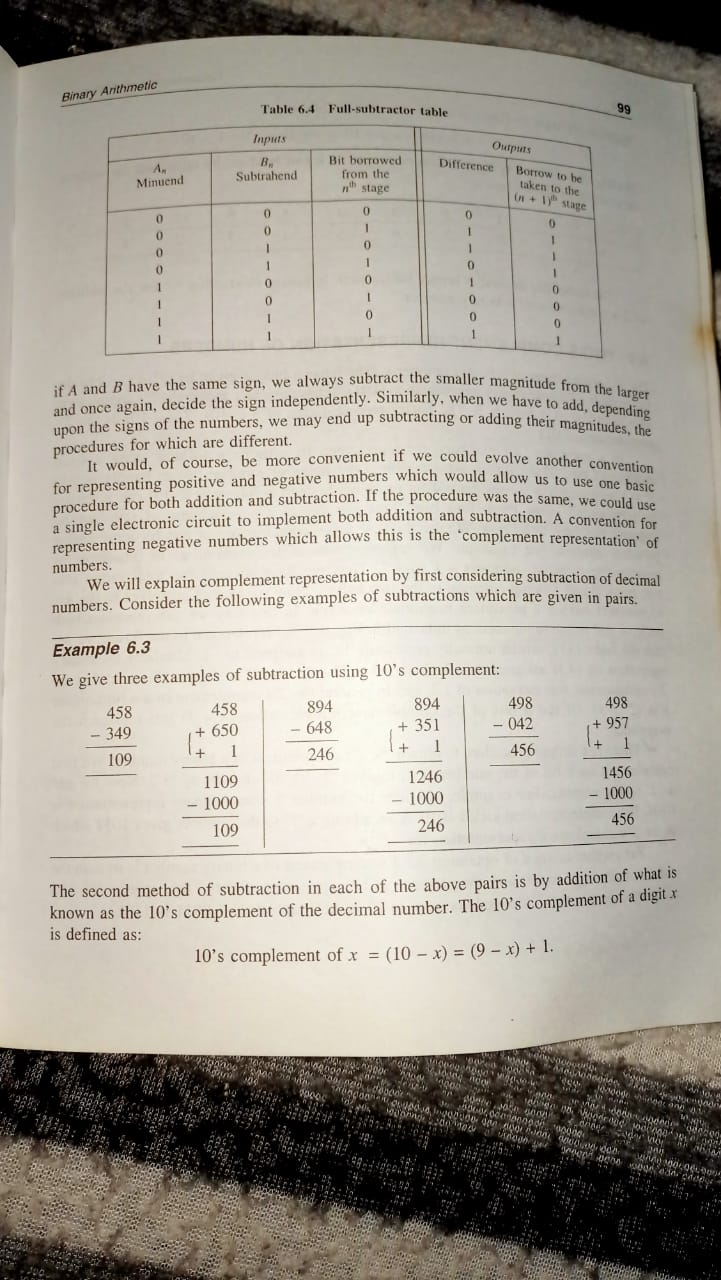 Binary Arithmetic 99
Table 6.4 Full-subtractor table
Inputs Outputs
Aₙ Minuend Bₙ Subtrahend Bit borrowed from the nᵗʰ stage Difference Borrow to be taken to the (n + 1)ᵗʰ stage
0 0 0 0 0
0 0 1 1 1
0 1 0 1 1
0 1 1 0 1
1 0 0 1 0
1 0 1 0 0
1 1 0 0 0
1 1 1 1 1
if A and B have the same sign, we always subtract the smaller magnitude from the larger
and once again, decide the sign independently. Similarly, when we have to add, depending
upon the signs of the numbers, we may end up subtracting or adding their magnitudes, the
procedures for which are different.
It would, of course, be more convenient if we could evolve another convention
for representing positive and negative numbers which would allow us to use one basic
procedure for both addition and subtraction. If the procedure was the same, we could use
a single electronic circuit to implement both addition and subtraction. A convention for
representing negative numbers which allows this is the ‘complement representation’ of
numbers.
We will explain complement representation by first considering subtraction of decimal
numbers. Consider the following examples of subtractions which are given in pairs.
Example 6.3
We give three examples of subtraction using 10’s complement:
458 458 894 894 498 498
– 349 + 650 – 648 + 351 – 042 + 957
109 + 1 246 + 1 456 + 1
1109 1246 1456
– 1000 – 1000 – 1000
109 246 456
The second method of subtraction in each of the above pairs is by addition of what is
known as the 10’s complement of the decimal number. The 10’s complement of a digit x
is defined as:
10’s complement of x = (10 – x) = (9 – x) + 1.